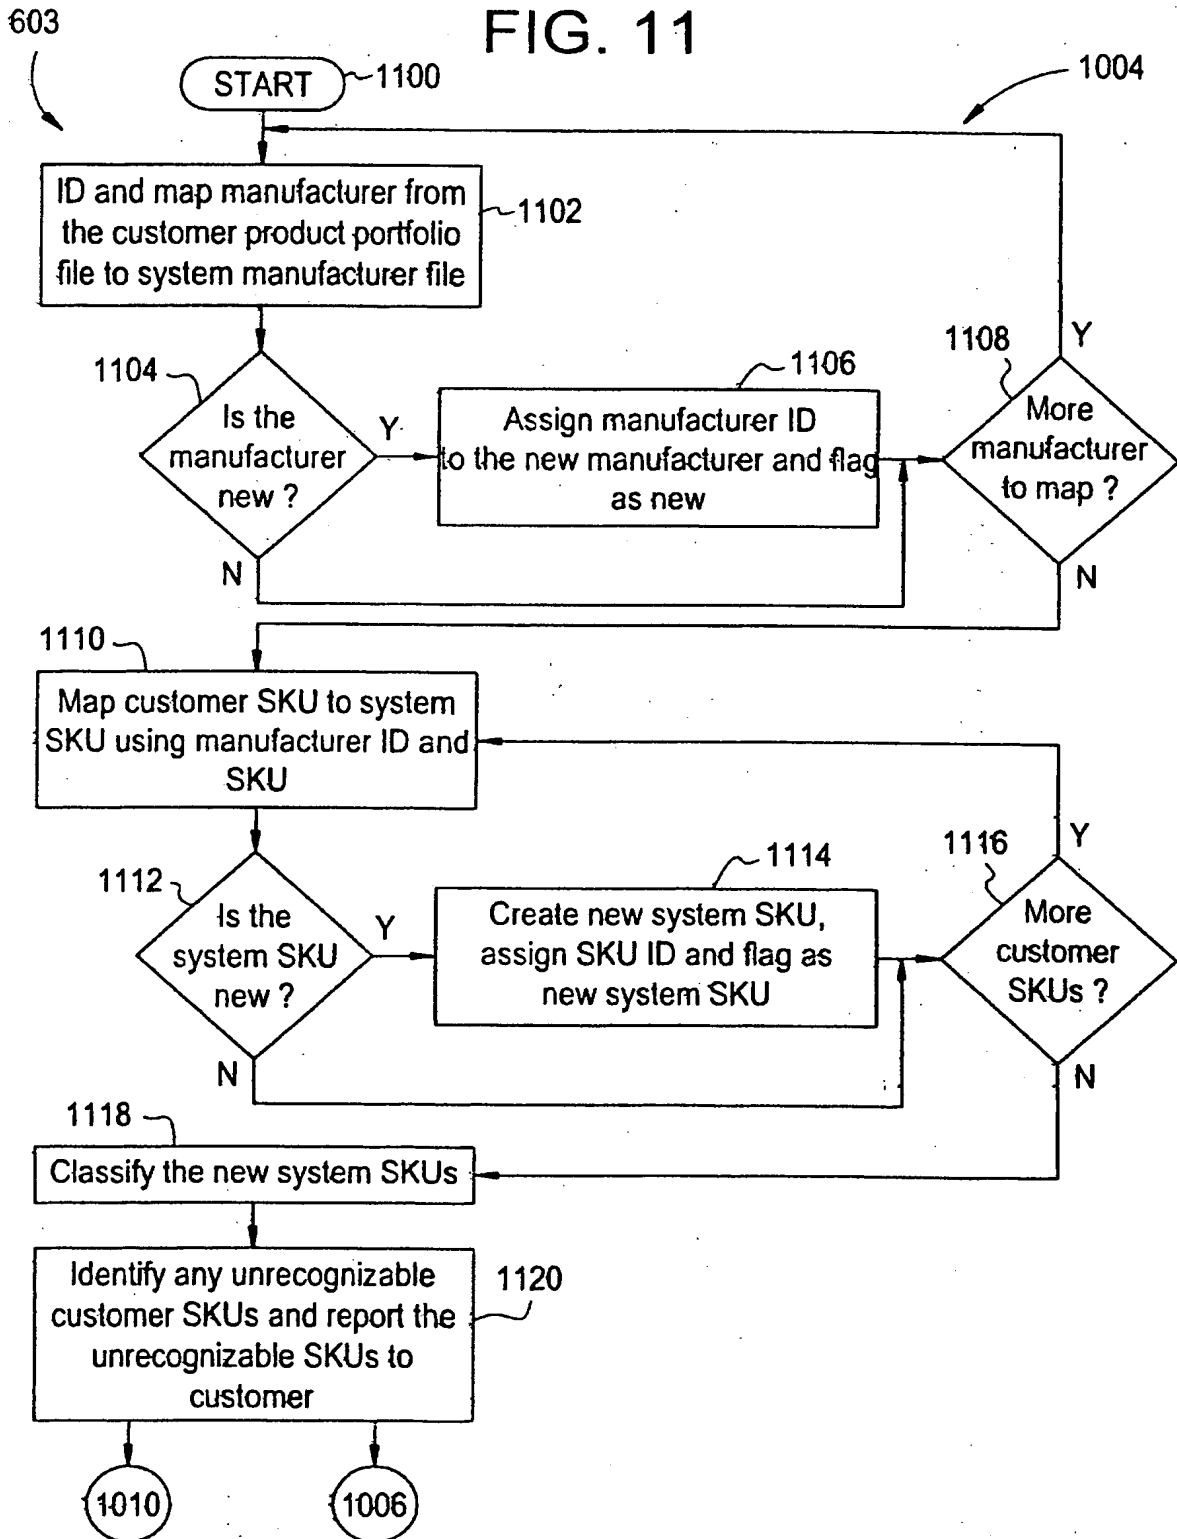 603
FIG. 11
START
1100
1004
ID and map manufacturer from
the customer product portfolio
file to system manufacturer file
1102
1104
Is the
manufacturer
new ?
Y
N
1106
Assign manufacturer ID
to the new manufacturer and flag
as new
1108
More
manufacturer
to map ?
Y
N
1110
Map customer SKU to system
SKU using manufacturer ID and
SKU
1112
Is the
system SKU
new ?
Y
N
1114
Create new system SKU,
assign SKU ID and flag as
new system SKU
1116
More
customer
SKUs ?
Y
N
1118
Classify the new system SKUs
Identify any unrecognizable
customer SKUs and report the
unrecognizable SKUs to
customer
1120
1010
1006